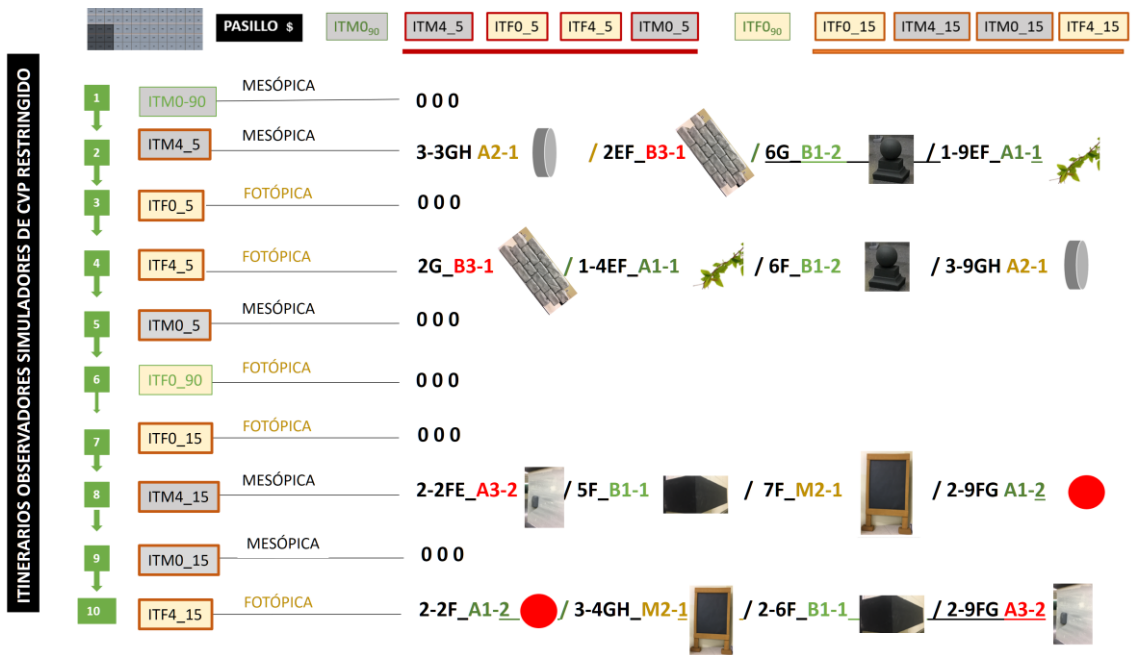 PASILLO $ ITM0₉₀ ITM4_5 ITF0_5 ITF4_5 ITM0_5 ITF0₉₀ ITF0_15 ITM4_15 ITM0_15 ITF4_15
ITINERARIOS OBSERVADORES SIMULADORES DE CVP RESTRINGIDO
1 ITM0-90 MESÓPICA 0 0 0
2 ITM4_5 MESÓPICA 3-3GH A2-1 / 2EF_B3-1 / 6G_B1-2 / 1-9EF_A1-1
3 ITF0_5 FOTÓPICA 0 0 0
4 ITF4_5 FOTÓPICA 2G_B3-1 / 1-4EF_A1-1 / 6F_B1-2 / 3-9GH A2-1
5 ITM0_5 MESÓPICA 0 0 0
6 ITF0_90 FOTÓPICA 0 0 0
7 ITF0_15 FOTÓPICA 0 0 0
8 ITM4_15 MESÓPICA 2-2FE_A3-2 / 5F_B1-1 / 7F_M2-1 / 2-9FG A1-2
9 ITM0_15 MESÓPICA 0 0 0
10 ITF4_15 FOTÓPICA 2-2F_A1-2 / 3-4GH_M2-1 / 2-6F_B1-1 / 2-9FG A3-2